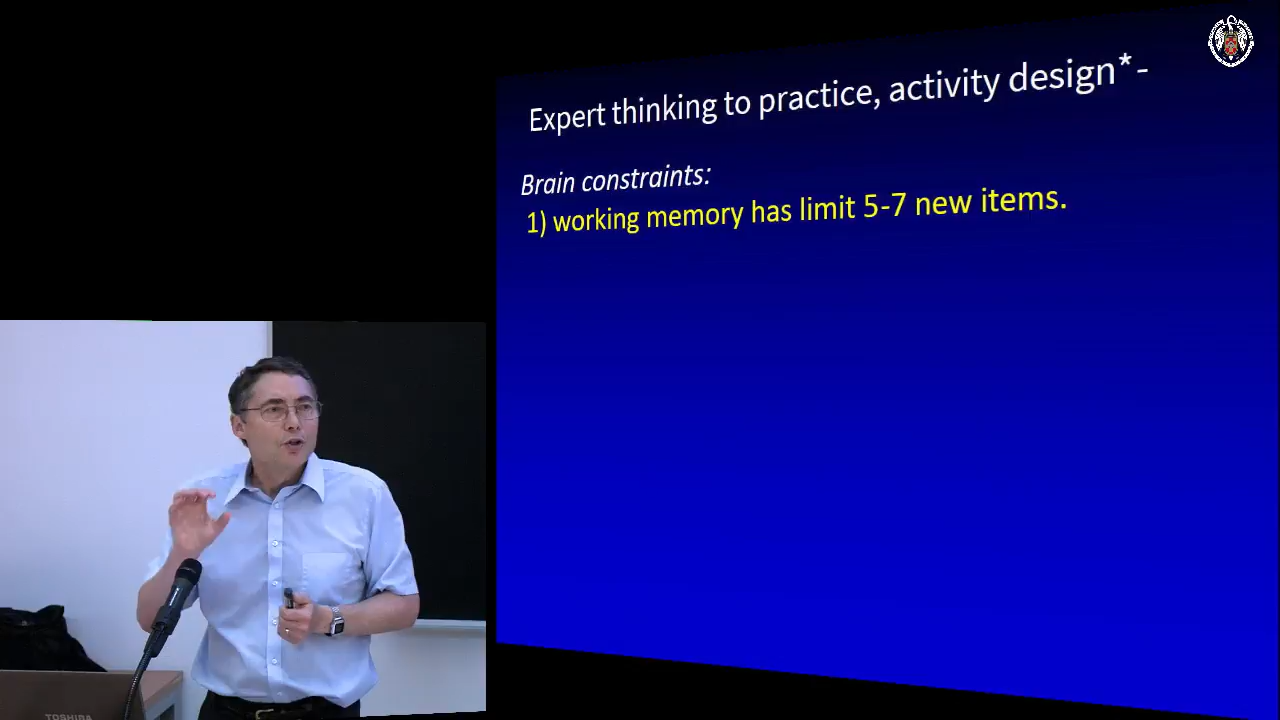 Expert thinking to practice, activity design*-
Brain constraints:
1) working memory has limit 5-7 new items.
TOSHIBA